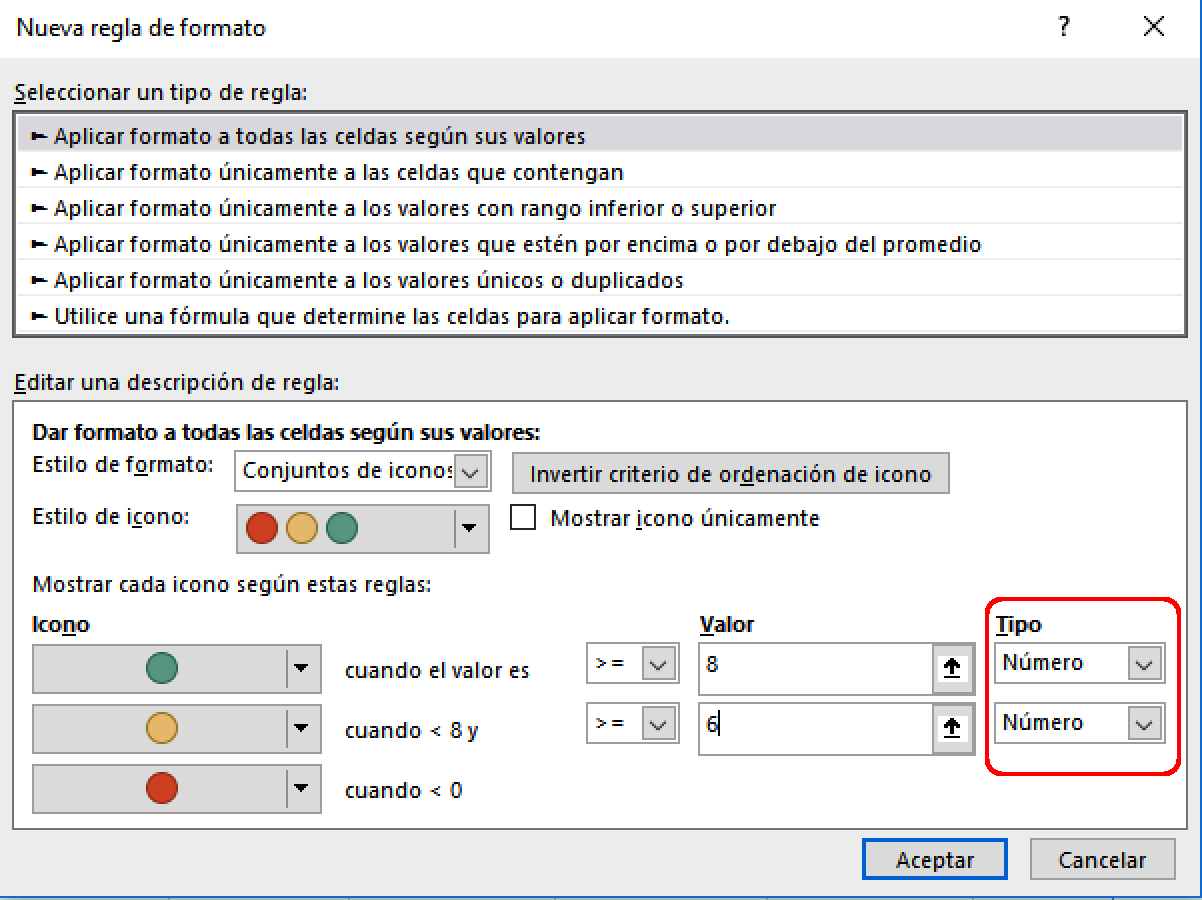 Nueva regla de formato ?
Seleccionar un tipo de regla:
► Aplicar formato a todas las celdas según sus valores
► Aplicar formato únicamente a las celdas que contengan
► Aplicar formato únicamente a los valores con rango inferior o superior
► Aplicar formato únicamente a los valores que estén por encima o por debajo del promedio
► Aplicar formato únicamente a los valores únicos o duplicados
► Utilice una fórmula que determine las celdas para aplicar formato.
Editar una descripción de regla:
Dar formato a todas las celdas según sus valores:
Estilo de formato: Conjuntos de iconos Invertir criterio de ordenación de icono
Estilo de icono: Mostrar icono únicamente
Mostrar cada icono según estas reglas:
Icono Valor Tipo
cuando el valor es >= 8 Número
cuando < 8 y >= 6 Número
cuando < 0
Aceptar Cancelar